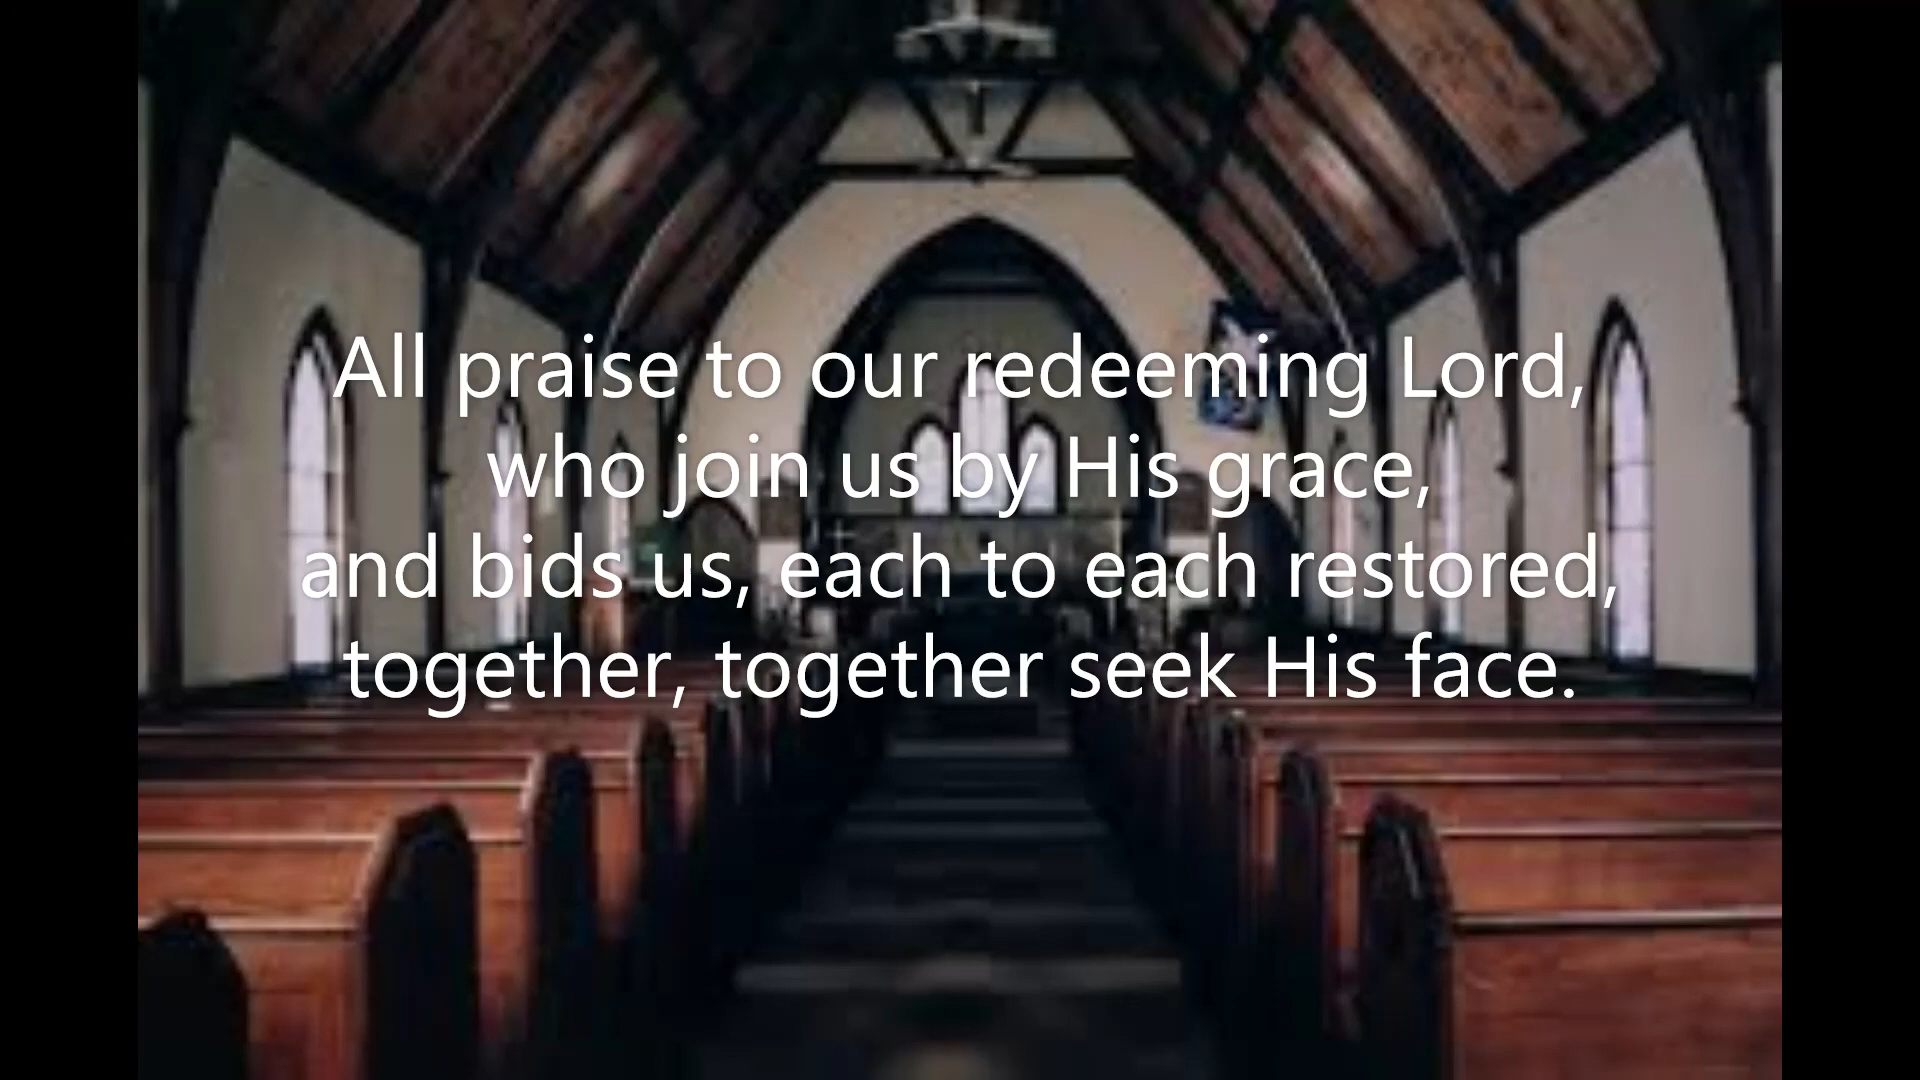 All praise to our redeeming Lord,
who join us by His grace,
and bids us, each to each restored,
together, together seek His face.